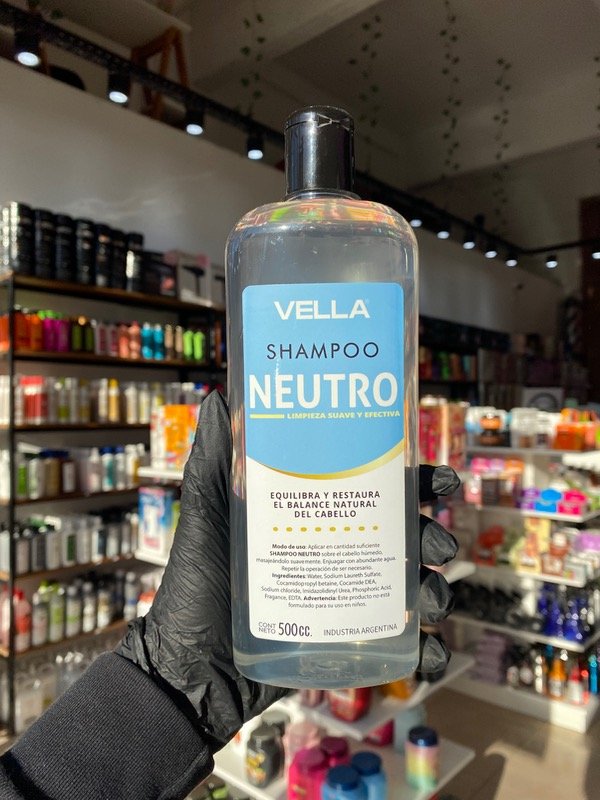 VELLA
SHAMPOO
NEUTRO
LIMPIEZA SUAVE Y EFECTIVA
EQUILIBRA Y RESTAURA
EL BALANCE NATURAL
DEL CABELLO
Modo de uso: Aplicar en cantidad suficiente
SHAMPOO NEUTRO sobre el cabello húmedo,
masajeándolo suavemente. Enjuagar con abundante agua.
Repetir la operación de ser necesario.
Ingredientes: Water, Sodium Laureth Sulfate,
Cocamidopropyl betaine, Cocamide DEA,
Sodium chloride, Imidazolidinyl Urea, Phosphoric Acid,
Fragance, EDTA. Advertencia: Este producto no está
formulado para su uso en niños.
CONT NETO 500CC. INDUSTRIA ARGENTINA